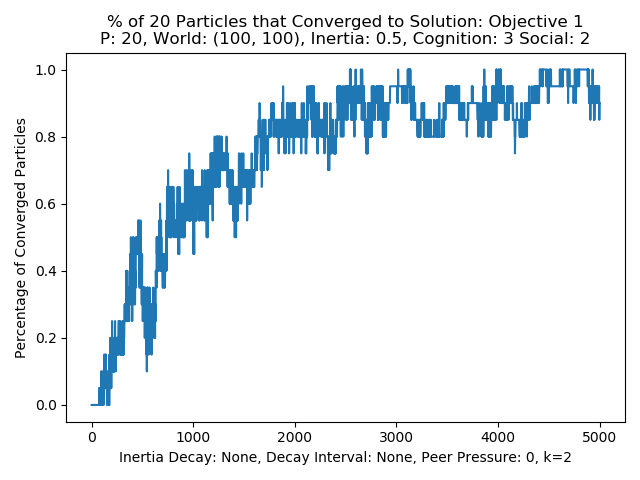 % of 20 Particles that Converged to Solution: Objective 1
P: 20, World: (100, 100), Inertia: 0.5, Cognition: 3 Social: 2
Percentage of Converged Particles
1.0
0.8
0.6
0.4
0.2
0.0
0 1000 2000 3000 4000 5000
Inertia Decay: None, Decay Interval: None, Peer Pressure: 0, k=2